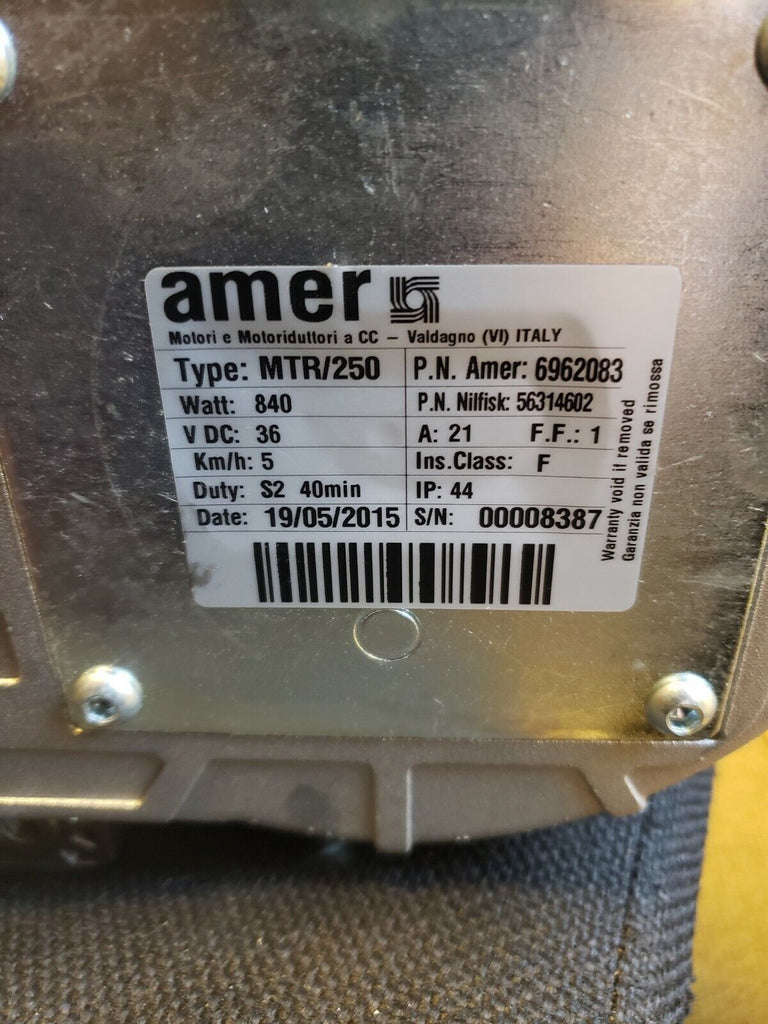 amer
Motori e Motoriduttori a CC – Valdagno (VI) ITALY
Type: MTR/250 P.N. Amer: 6962083
Watt: 840 P.N. Nilfisk: 56314602
V DC: 36 A: 21 F.F.: 1
Km/h: 5 Ins.Class: F
Duty: S2 40min IP: 44
Date: 19/05/2015 S/N: 00008387
Warranty void if removed
Garanzia non valida se rimossa